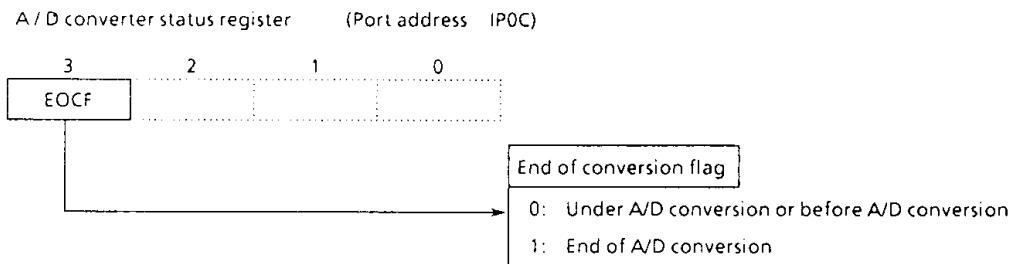 A / D converter status register (Port address IP0C)
3 2 1 0
EOCF
End of conversion flag
0: Under A/D conversion or before A/D conversion
1: End of A/D conversion